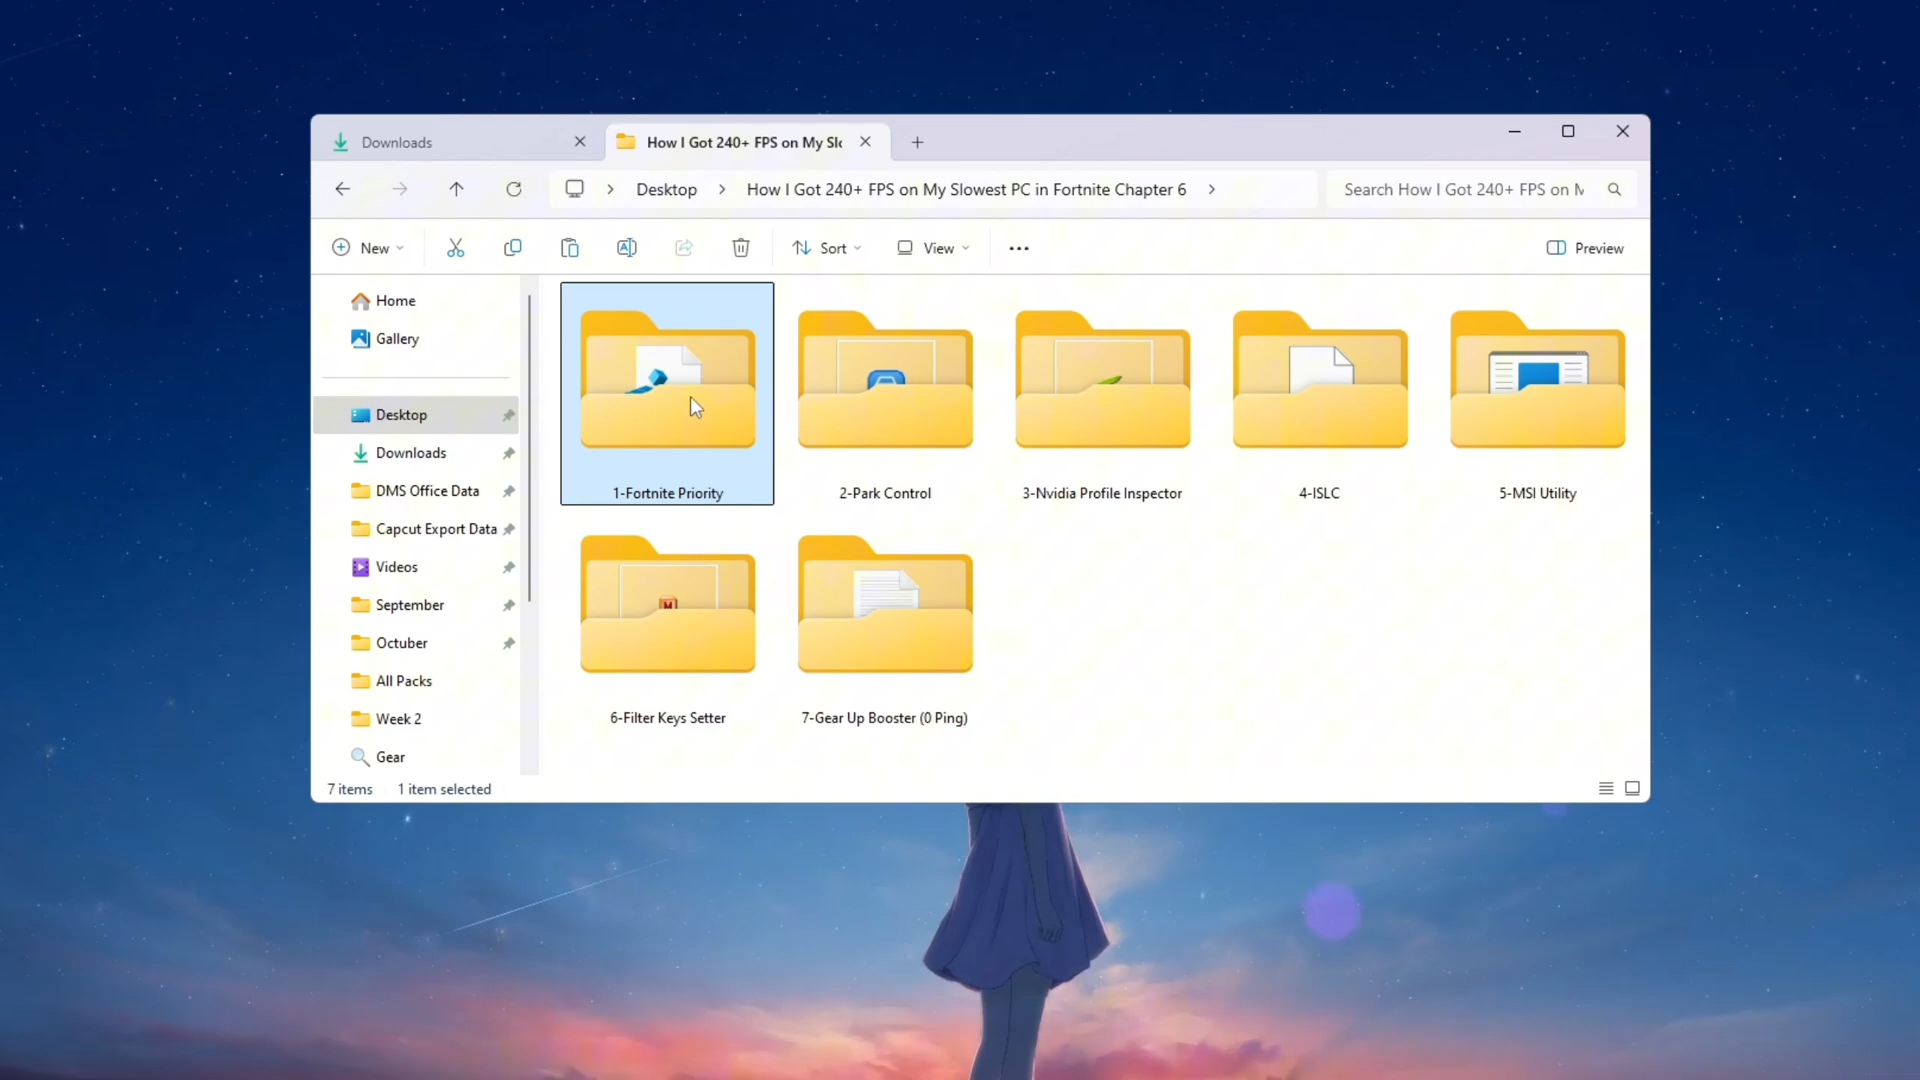 Downloads
How I Got 240+ FPS on My Slo
Desktop
How I Got 240+ FPS on My Slowest PC in Fortnite Chapter 6
Search How I Got 240+ FPS on M
New
Sort
View
Preview
Home
Gallery
Desktop
Downloads
DMS Office Data
Capcut Export Data
Videos
September
Octuber
All Packs
Week 2
Gear
1-Fortnite Priority
2-Park Control
3-Nvidia Profile Inspector
4-ISLC
5-MSI Utility
6-Filter Keys Setter
7-Gear Up Booster (0 Ping)
7 items
1 item selected